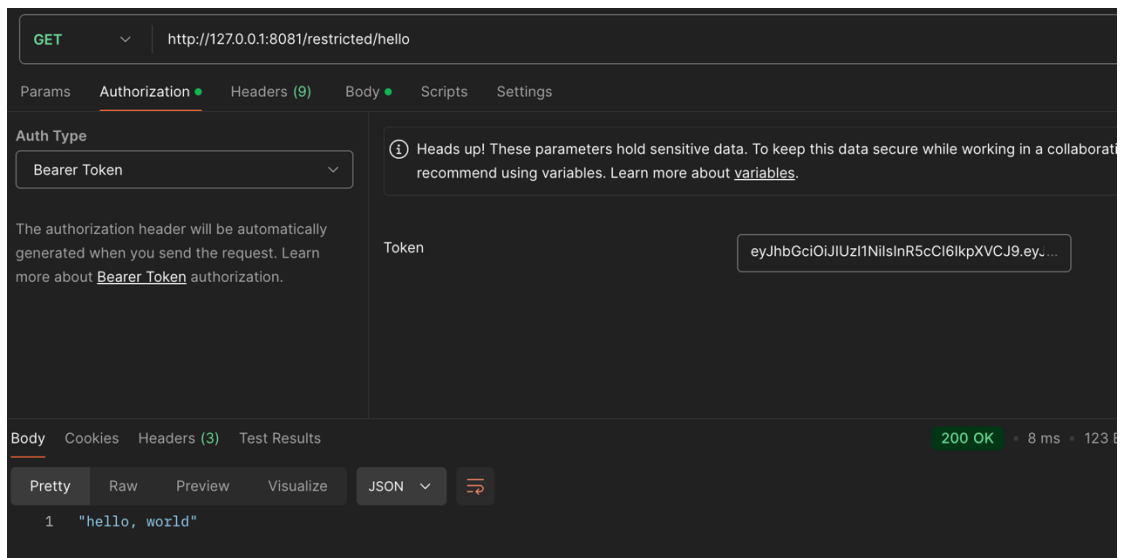 GET http://127.0.0.1:8081/restricted/hello
Params Authorization Headers (9) Body Scripts Settings
Auth Type
Bearer Token
The authorization header will be automatically
generated when you send the request. Learn
more about Bearer Token authorization.
Heads up! These parameters hold sensitive data. To keep this data secure while working in a collaborati
recommend using variables. Learn more about variables.
Token eyJhbGciOiJIUzI1NiIsInR5cCI6IkpXVCJ9.eyJ...
Body Cookies Headers (3) Test Results 200 OK 8 ms 123
Pretty Raw Preview Visualize JSON
1 "hello, world"